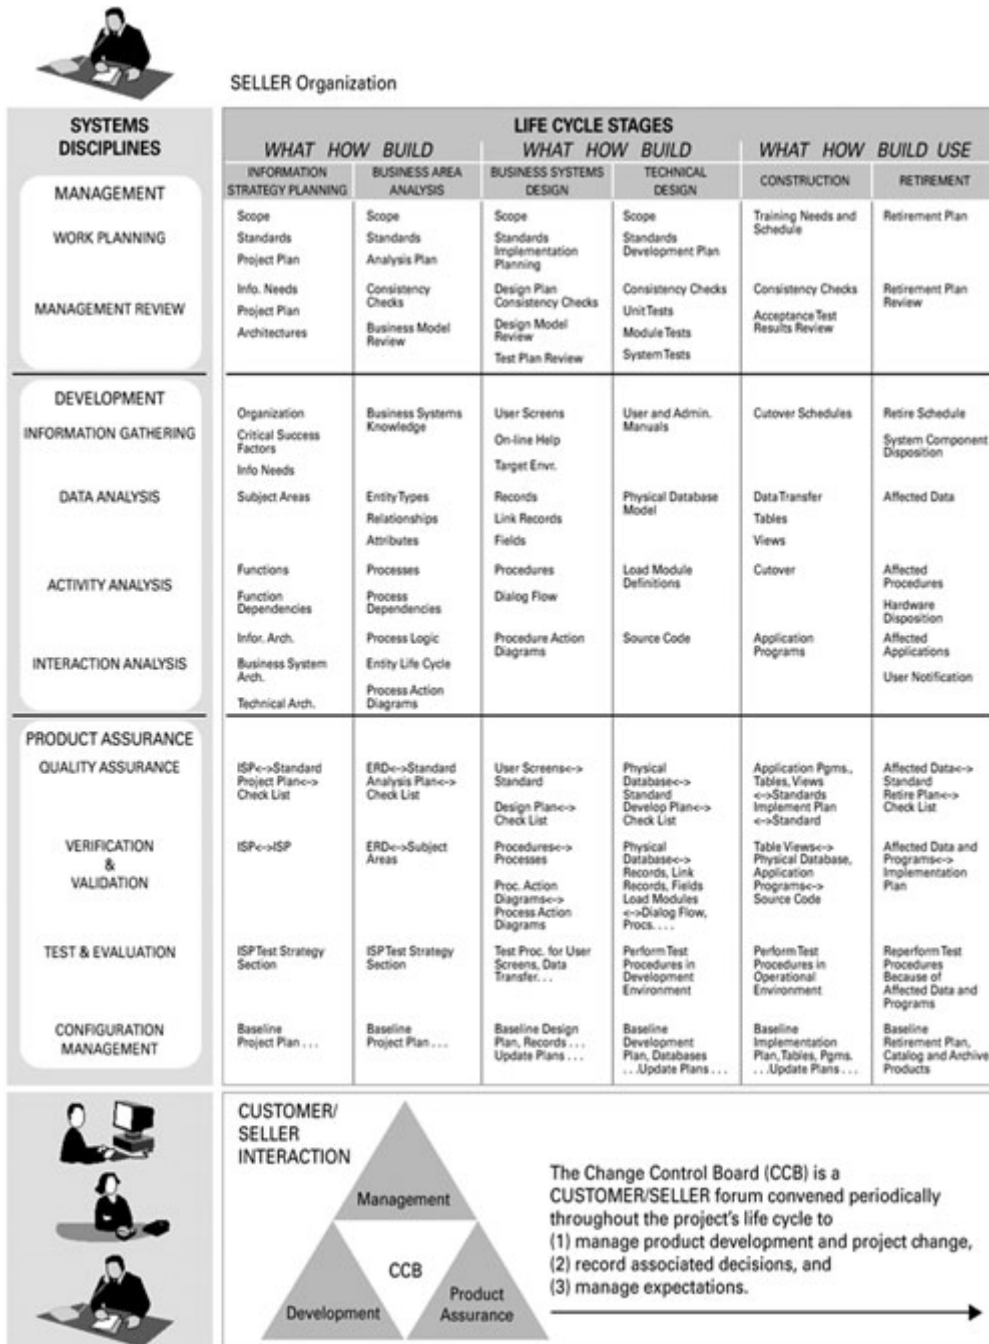 SELLER Organization
SYSTEMS
DISCIPLINES
LIFE CYCLE STAGES
WHAT HOW BUILD
WHAT HOW BUILD
WHAT HOW BUILD USE
INFORMATION
STRATEGY PLANNING
BUSINESS AREA
ANALYSIS
BUSINESS SYSTEMS
DESIGN
TECHNICAL
DESIGN
CONSTRUCTION
RETIREMENT
MANAGEMENT
WORK PLANNING
Scope
Standards
Project Plan
Scope
Standards
Analysis Plan
Scope
Standards
Implementation
Planning
Scope
Standards
Development Plan
Training Needs and
Schedule
Retirement Plan
MANAGEMENT REVIEW
Info. Needs
Project Plan
Architectures
Consistency
Checks
Business Model
Review
Design Plan
Consistency Checks
Design Model
Review
Test Plan Review
Consistency Checks
Unit Tests
Module Tests
System Tests
Consistency Checks
Acceptance Test
Results Review
Retirement Plan
Review
DEVELOPMENT
INFORMATION GATHERING
Organization
Critical Success
Factors
Info Needs
Business Systems
Knowledge
User Screens
On-line Help
Target Envr.
User and Admin.
Manuals
Cutover Schedules
Retire Schedule
System Component
Disposition
DATA ANALYSIS
Subject Areas
Entity Types
Relationships
Attributes
Records
Link Records
Fields
Physical Database
Model
Data Transfer
Tables
Views
Affected Data
ACTIVITY ANALYSIS
Functions
Function
Dependencies
Processes
Process
Dependencies
Procedures
Dialog Flow
Load Module
Definitions
Cutover
Affected
Procedures
Hardware
Disposition
INTERACTION ANALYSIS
Infor. Arch.
Business System
Arch.
Technical Arch.
Process Logic
Entity Life Cycle
Process Action
Diagrams
Procedure Action
Diagrams
Source Code
Application
Programs
Affected
Applications
User Notification
PRODUCT ASSURANCE
QUALITY ASSURANCE
ISP<->Standard
Project Plan<->
Check List
ERD<->Standard
Analysis Plan<->
Check List
User Screens<->
Standard
Design Plan<->
Check List
Physical
Database<->
Standard
Develop Plan<->
Check List
Application Pgms.,
Tables, Views
<->Standards
Implement Plan
<->Standard
Affected Data<->
Standard
Retire Plan<->
Check List
VERIFICATION
&
VALIDATION
ISP<->ISP
ERD<->Subject
Areas
Procedures<->
Processes
Proc. Action
Diagrams<->
Process Action
Diagrams
Physical
Database<->
Records, Link
Records, Fields
Load Modules
<->Dialog Flow,
Procs. . . .
Table Views<->
Physical Database,
Application
Programs<->
Source Code
Affected Data and
Programs<->
Implementation
Plan
TEST & EVALUATION
ISP Test Strategy
Section
ISP Test Strategy
Section
Test Proc. for User
Screens, Data
Transfer. . .
Perform Test
Procedures in
Development
Environment
Perform Test
Procedures in
Operational
Environment
Reperform Test
Procedures
Because of
Affected Data and
Programs
CONFIGURATION
MANAGEMENT
Baseline
Project Plan . . .
Baseline
Project Plan . . .
Baseline Design
Plan, Records . . .
Update Plans . . .
Baseline
Development
Plan, Databases
. . .Update Plans . . .
Baseline
Implementation
Plan, Tables, Pgms.
. . .Update Plans . . .
Baseline
Retirement Plan,
Catalog and Archive
Products
CUSTOMER/
SELLER
INTERACTION
Management
CCB
Development
Product
Assurance
The Change Control Board (CCB) is a
CUSTOMER/SELLER forum convened periodically
throughout the project's life cycle to
(1) manage product development and project change,
(2) record associated decisions, and
(3) manage expectations.